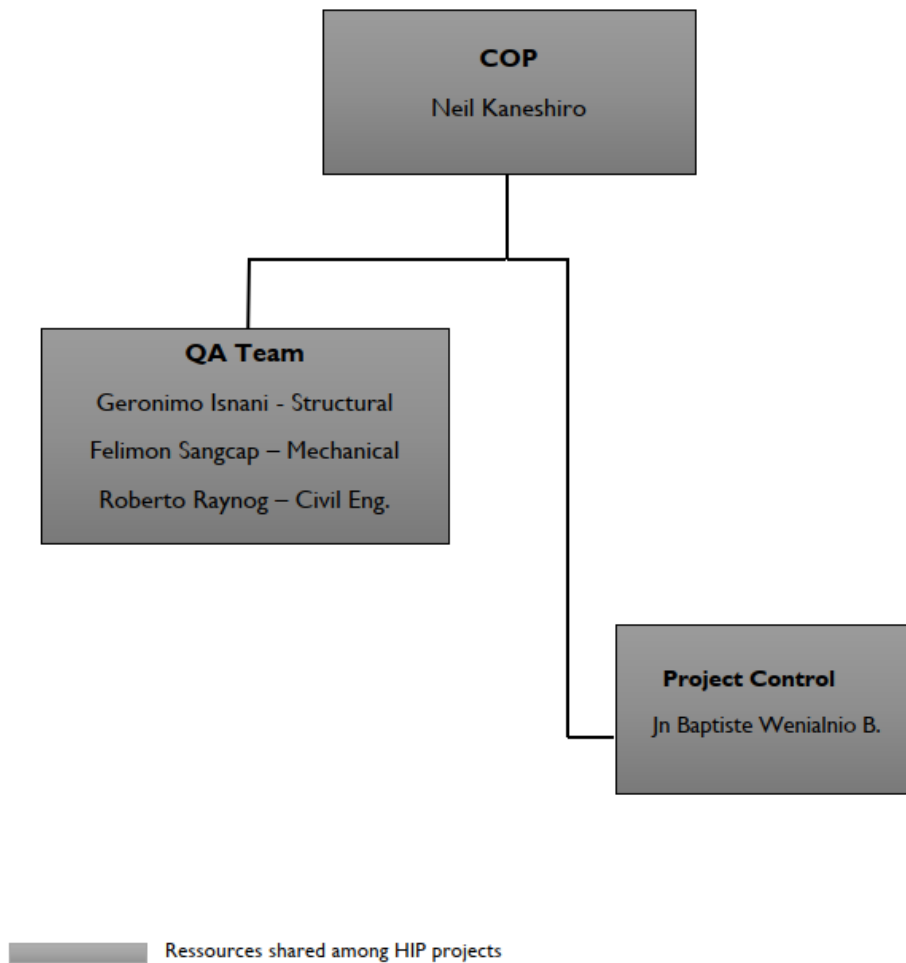 COP
Neil Kaneshiro
QA Team
Geronimo Isnani - Structural
Felimon Sangcap – Mechanical
Roberto Raynog – Civil Eng.
Project Control
Jn Baptiste Wenialnio B.
Ressources shared among HIP projects